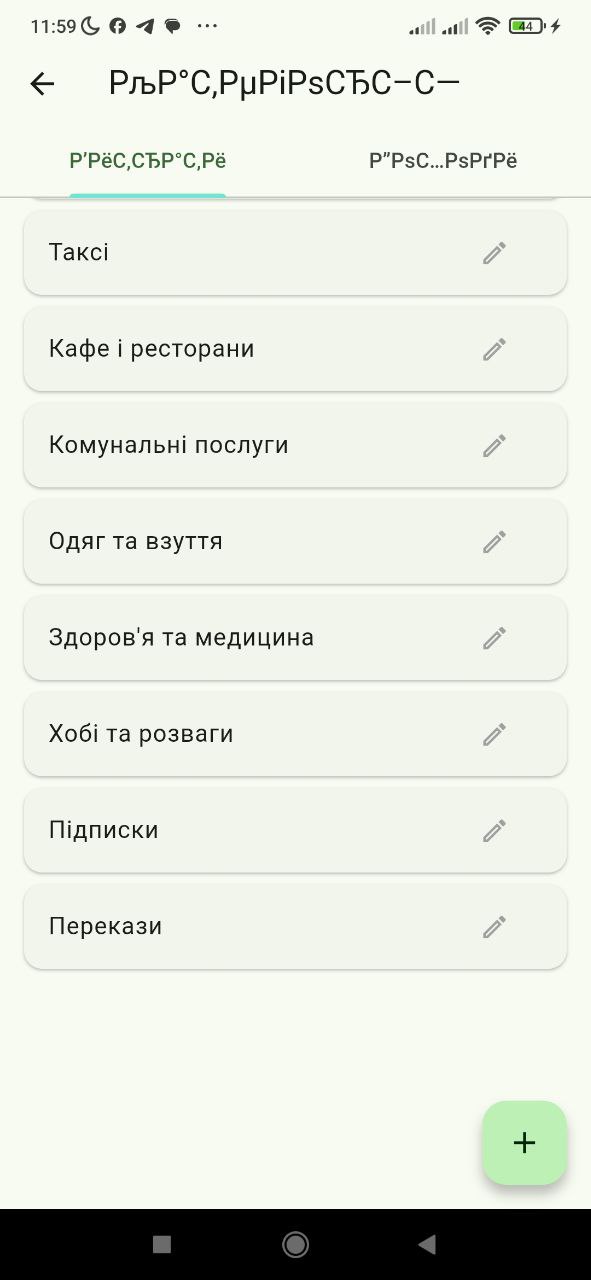 11:59
44
РљР°С‚РµРіРѕСЂС–С—
Р’РёС‚СЂР°С‚Рё
Р”РѕС…РѕРґРё
Таксі
Кафе і ресторани
Комунальні послуги
Одяг та взуття
Здоров'я та медицина
Хобі та розваги
Підписки
Перекази